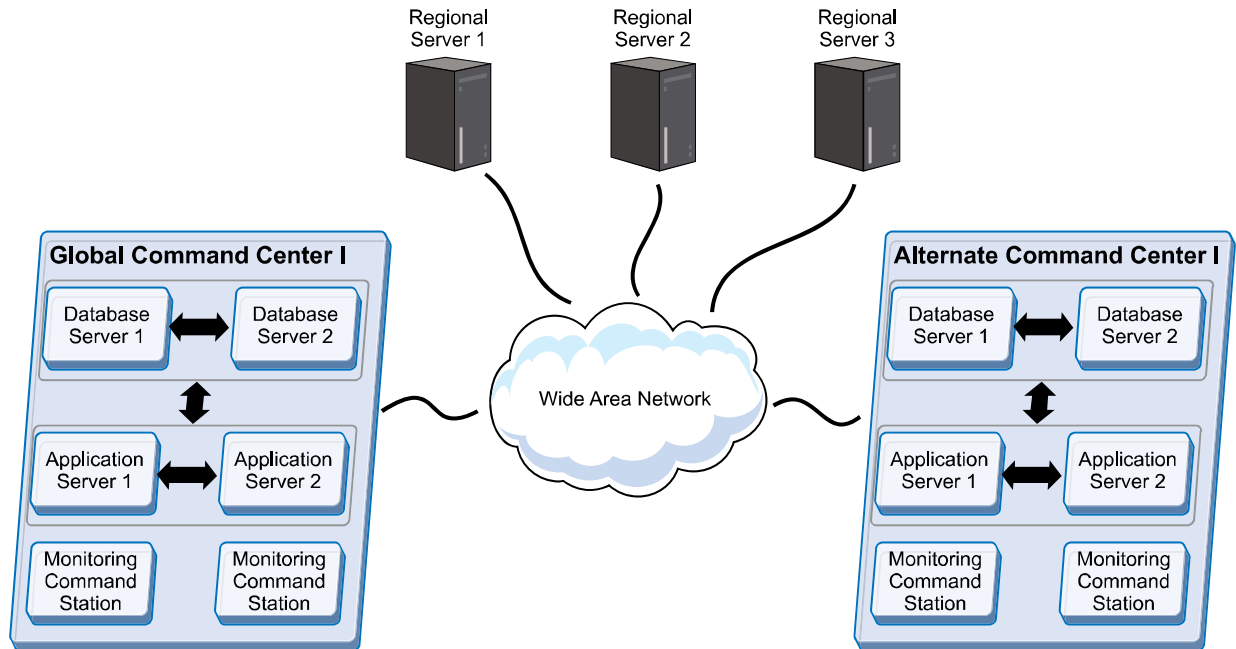 Regional
Server 1
Regional
Server 2
Regional
Server 3
Global Command Center I
Database
Server 1
Database
Server 2
Application
Server 1
Application
Server 2
Monitoring
Command
Station
Monitoring
Command
Station
Wide Area Network
Alternate Command Center I
Database
Server 1
Database
Server 2
Application
Server 1
Application
Server 2
Monitoring
Command
Station
Monitoring
Command
Station